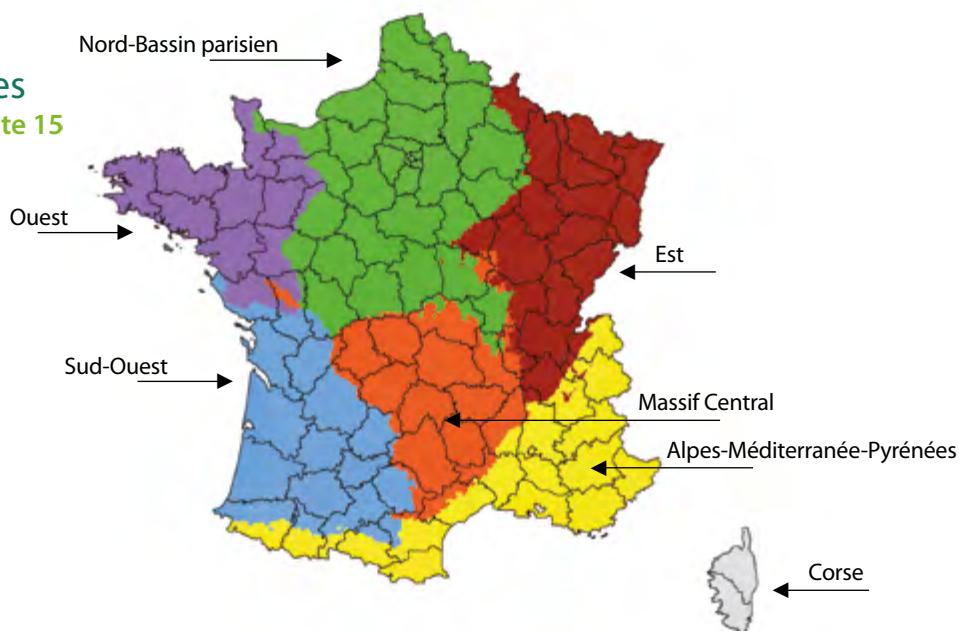 Nord-Bassin parisien
es
te 15
Ouest
Est
Sud-Ouest
Massif Central
Alpes-Méditerranée-Pyrénées
Corse